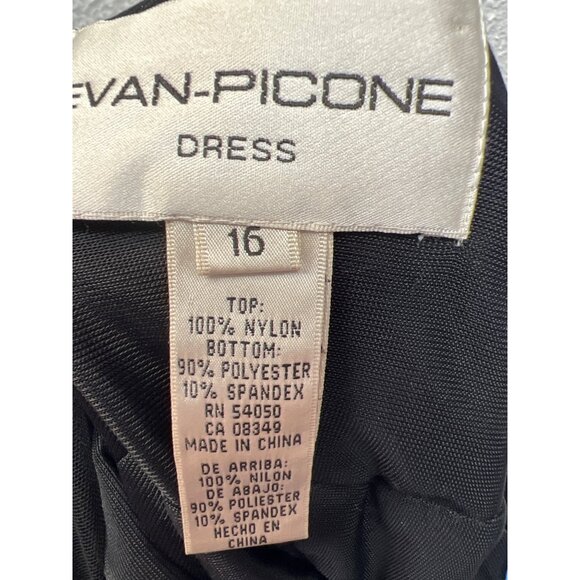 EVAN-PICONE
DRESS
16
TOP:
100% NYLON
BOTTOM:
90% POLYESTER
10% SPANDEX
RN 54050
CA 08349
MADE IN CHINA
DE ARRIBA:
100% NILON
DE ABAJO:
90% POLIESTER
10% SPANDEX
HECHO EN
CHINA